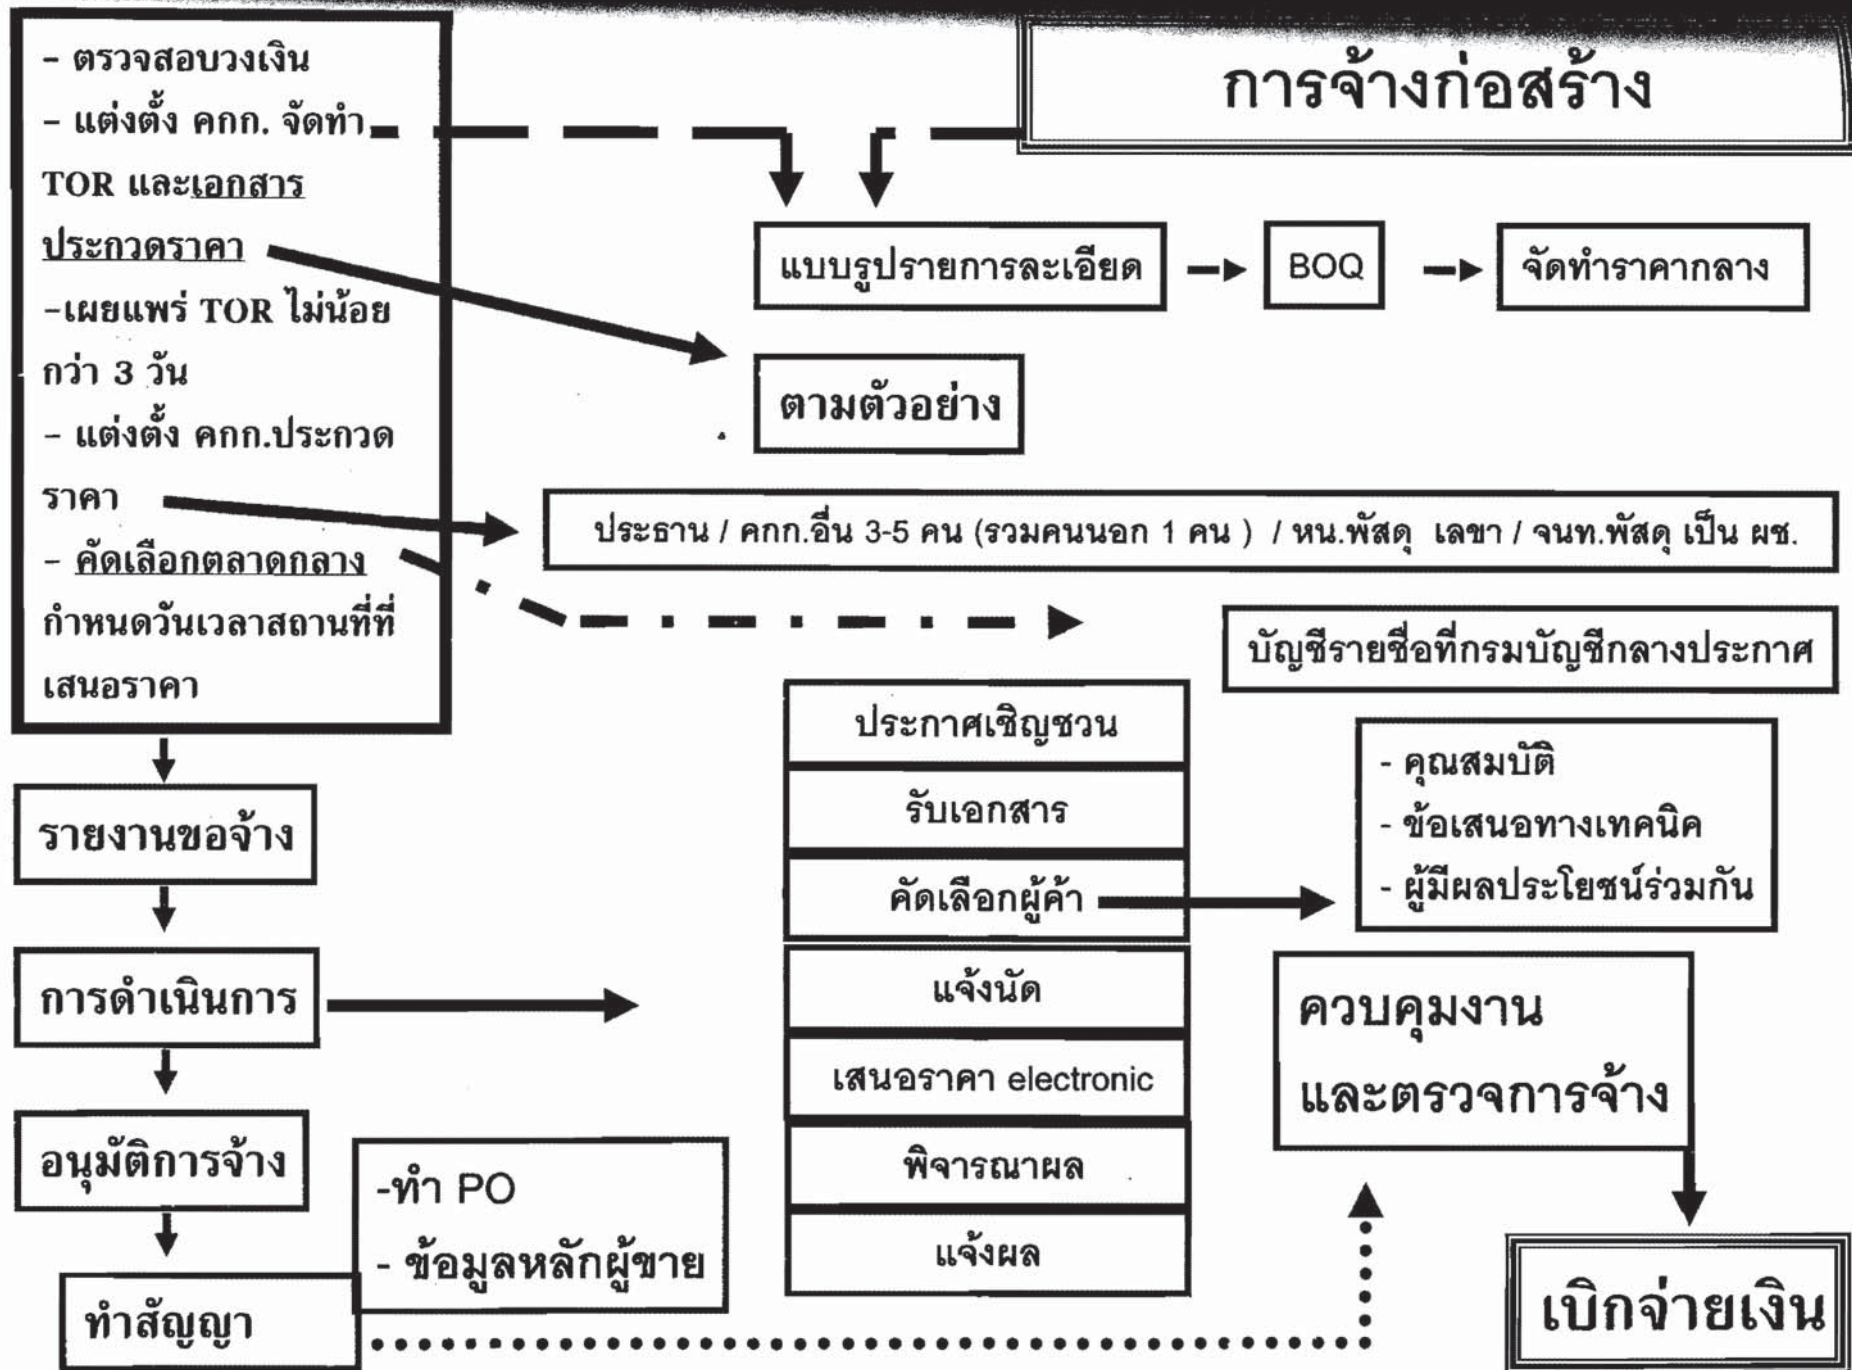 การจ้างก่อสร้าง
- ตรวจสอบวงเงิน
- แต่งตั้ง คกก. จัดทำ
TOR และเอกสาร
ประกวดราคา
-เผยแพร่ TOR ไม่น้อย
กว่า 3 วัน
- แต่งตั้ง คกก.ประกวด
ราคา
- คัดเลือกตลาดกลาง
กำหนดวันเวลาสถานที่ที่
เสนอราคา
แบบรูปรายการละเอียด
BOQ
จัดทำราคากลาง
ตามตัวอย่าง
ประธาน / คกก.อื่น 3-5 คน (รวมคนนอก 1 คน ) / หน.พัสดุ เลขา / จนท.พัสดุ เป็น ผช.
บัญชีรายชื่อที่กรมบัญชีกลางประกาศ
รายงานขอจ้าง
การดำเนินการ
อนุมัติการจ้าง
ทำสัญญา
-ทำ PO
- ข้อมูลหลักผู้ขาย
ประกาศเชิญชวน
รับเอกสาร
คัดเลือกผู้ค้า
แจ้งนัด
เสนอราคา electronic
พิจารณาผล
แจ้งผล
- คุณสมบัติ
- ข้อเสนอทางเทคนิค
- ผู้มีผลประโยชน์ร่วมกัน
ควบคุมงาน
และตรวจการจ้าง
เบิกจ่ายเงิน